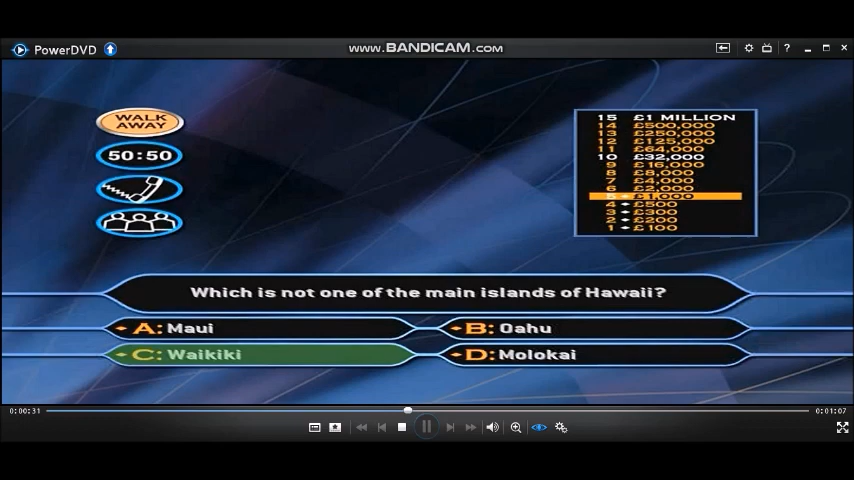 PowerDVD
www.BANDICAM.com
?
WALK
AWAY
50:50
15 £1 MILLION
14 £500,000
13 £250,000
12 £125,000
11 £64,000
10 £32,000
9 £16,000
8 £8,000
7 £4,000
6 £2,000
5 £1,000
4 £500
3 £300
2 £200
1 £100
Which is not one of the main islands of Hawaii?
A: Maui
B: Oahu
C: Waikiki
D: Molokai
0:00:31
0:01:07